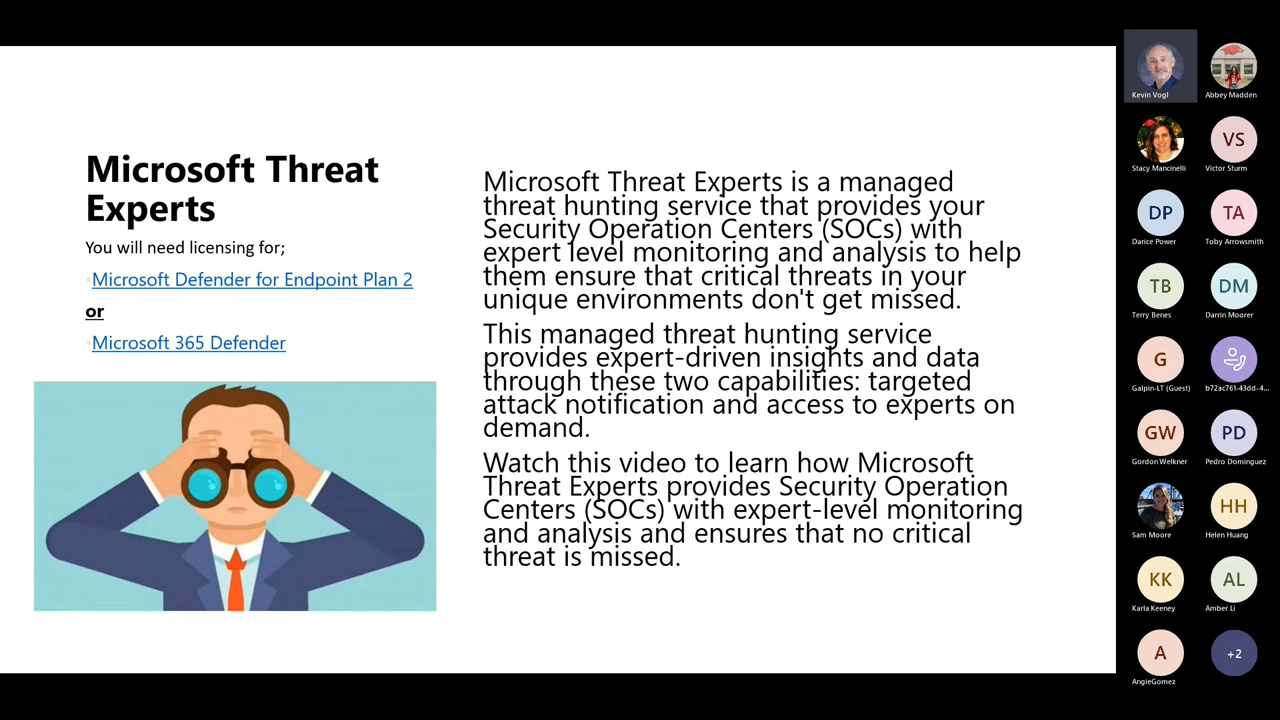 Microsoft Threat
Experts
You will need licensing for;
Microsoft Defender for Endpoint Plan 2
or
Microsoft 365 Defender
Microsoft Threat Experts is a managed
threat hunting service that provides your
Security Operation Centers (SOCs) with
expert level monitoring and analysis to help
them ensure that critical threats in your
unique environments don't get missed.
This managed threat hunting service
provides expert-driven insights and data
through these two capabilities: targeted
attack notification and access to experts on
demand.
Watch this video to learn how Microsoft
Threat Experts provides Security Operation
Centers (SOCs) with expert-level monitoring
and analysis and ensures that no critical
threat is missed.
Kevin Vogl
Abbey Madden
Stacy Mancinelli
VS
Victor Sturm
DP
Darice Power
TA
Toby Arrowsmith
TB
Terry Benes
DM
Darrin Moorer
G
Galpin-LT (Guest)
b72ac761-43dd-4...
GW
Gordon Welkner
PD
Pedro Dominguez
Sam Moore
HH
Helen Huang
KK
Karla Keeney
AL
Amber Li
A
AngieGomez
+2